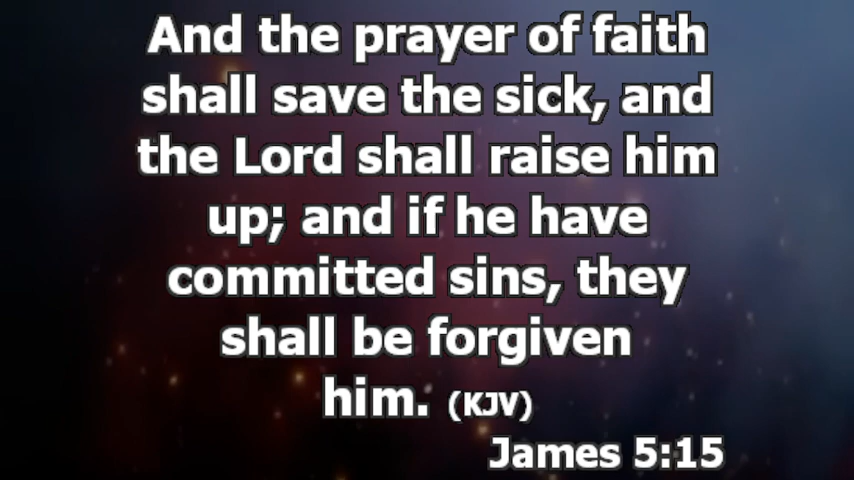 And the prayer of faith
shall save the sick, and
the Lord shall raise him
up; and if he have
committed sins, they
shall be forgiven
him. (KJV)
James 5:15